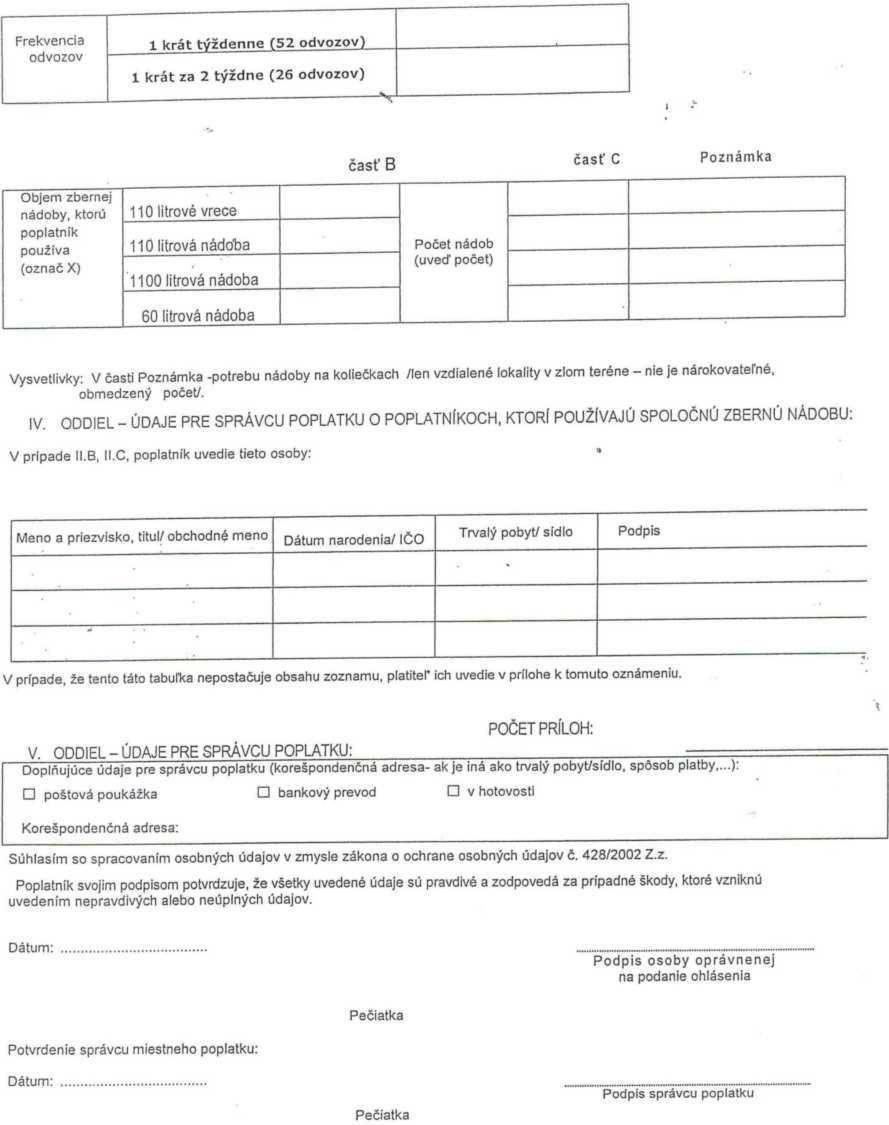 Frekvencia
odvozov
1 krát týždenne (52 odvozov)
1 krát za 2 týždne (26 odvozov)
časť B
časť C
Poznámka
Objem zbernej
nádoby, ktorú
poplatník
používa
(označ X)
110 litrové vrece
110 litrová nádoba
1100 litrová nádoba
60 litrová nádoba
Počet nádob
(uveď počet)
Vysvetlivky: V časti Poznámka -potrebu nádoby na koliečkach /len vzdialené lokality v zlom teréne – nie je nárokovateľné,
obmedzený počet/.
IV. ODDIEL – ÚDAJE PRE SPRÁVCU POPLATKU O POPLATNÍKOCH, KTORÍ POUŽÍVAJÚ SPOLOČNÚ ZBERNÚ NÁDOBU:
V prípade II.B, II.C, poplatník uvedie tieto osoby:
Meno a priezvisko, titul/ obchodné meno
Dátum narodenia/ IČO
Trvalý pobyt/ sídlo
Podpis
V prípade, že tento táto tabuľka nepostačuje obsahu zoznamu, platiteľ ich uvedie v prílohe k tomuto oznámeniu.
POČET PRÍLOH:
V. ODDIEL – ÚDAJE PRE SPRÁVCU POPLATKU:
Doplňujúce údaje pre správcu poplatku (korešpondenčná adresa- ak je iná ako trvalý pobyt/sídlo, spôsob platby,...):
☐ poštová poukážka ☐ bankový prevod ☐ v hotovosti
Korešpondenčná adresa:
Súhlasím so spracovaním osobných údajov v zmysle zákona o ochrane osobných údajov č. 428/2002 Z.z.
Poplatník svojim podpisom potvrdzuje, že všetky uvedené údaje sú pravdivé a zodpovedá za prípadné škody, ktoré vzniknú
uvedením nepravdivých alebo neúplných údajov.
Dátum: .....................................
Podpis osoby oprávnenej
na podanie ohlásenia
Pečiatka
Potvrdenie správcu miestneho poplatku:
Dátum: .....................................
Podpis správcu poplatku
Pečiatka